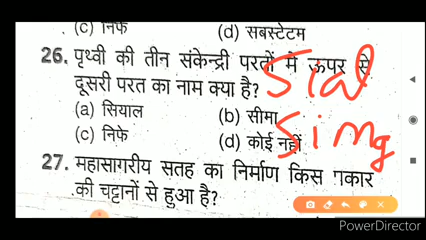 (c) निफे (d) सबस्टेटम
26. पृथ्वी की तीन संकेन्द्री परतों में ऊपर से Sial
दूसरी परत का नाम क्या है?
(a) सियाल (b) सीमा
(c) निफे (d) कोई नहीं Sima
27. महासागरीय सतह का निर्माण किस प्रकार
की चट्टानों से हुआ है?
PowerDirector